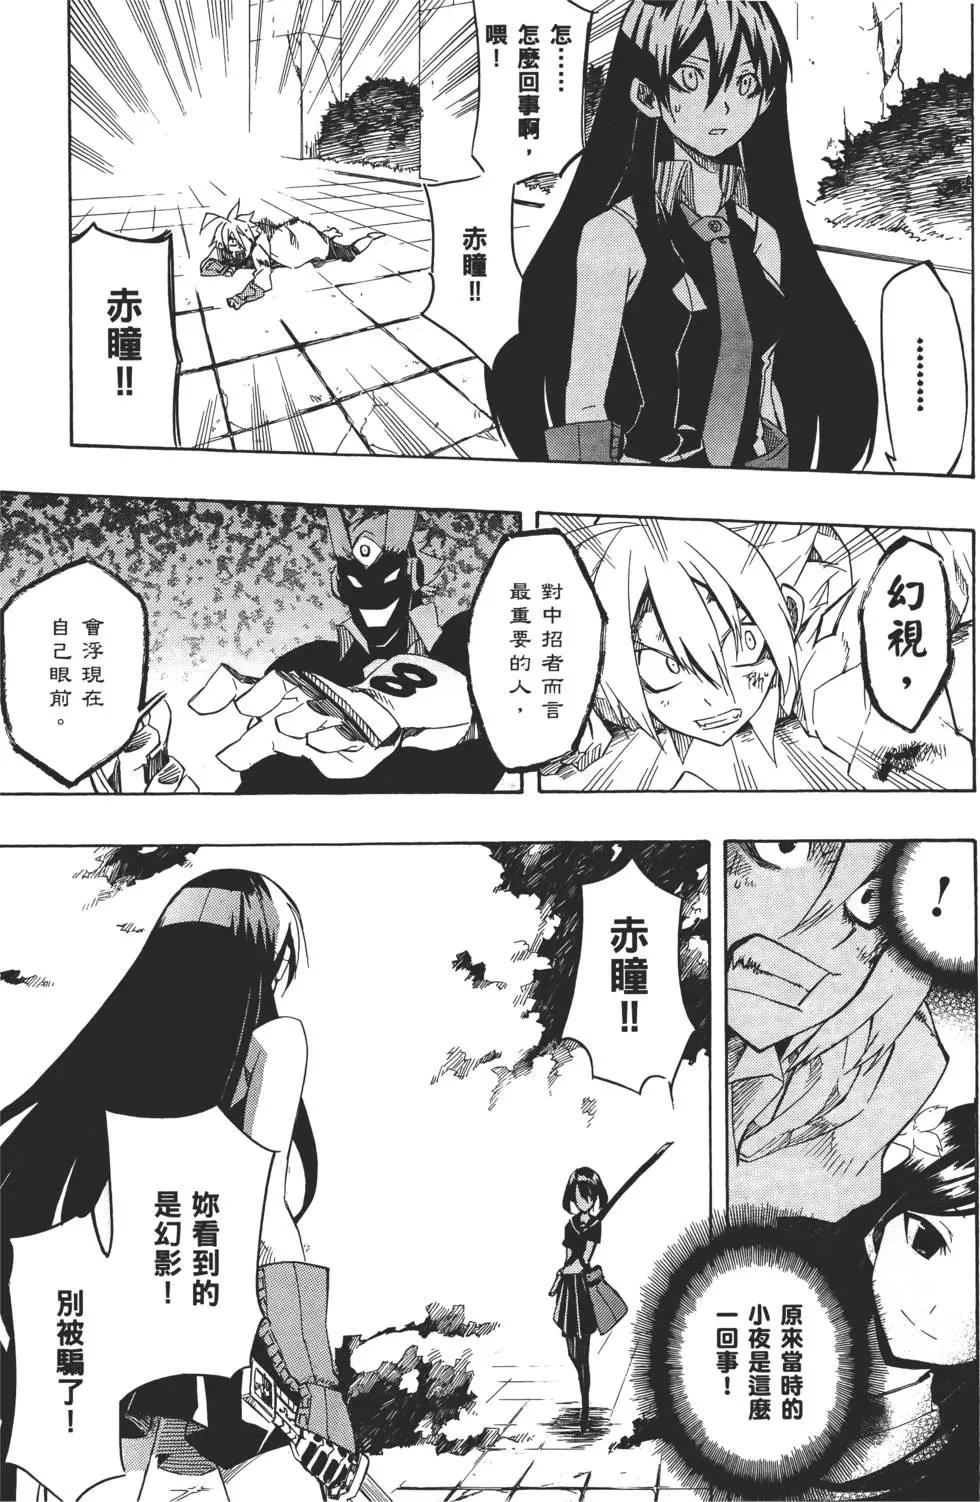 ………
怎……
怎麼回事啊，
喂！
赤瞳!!
赤瞳!!
幻視，
對中招者而言
最重要的人，
會浮現在
自己眼前。
8
！
原來當時的
小夜是這麼
一回事！
赤瞳!!
妳看到的
是幻影！
別被騙了！